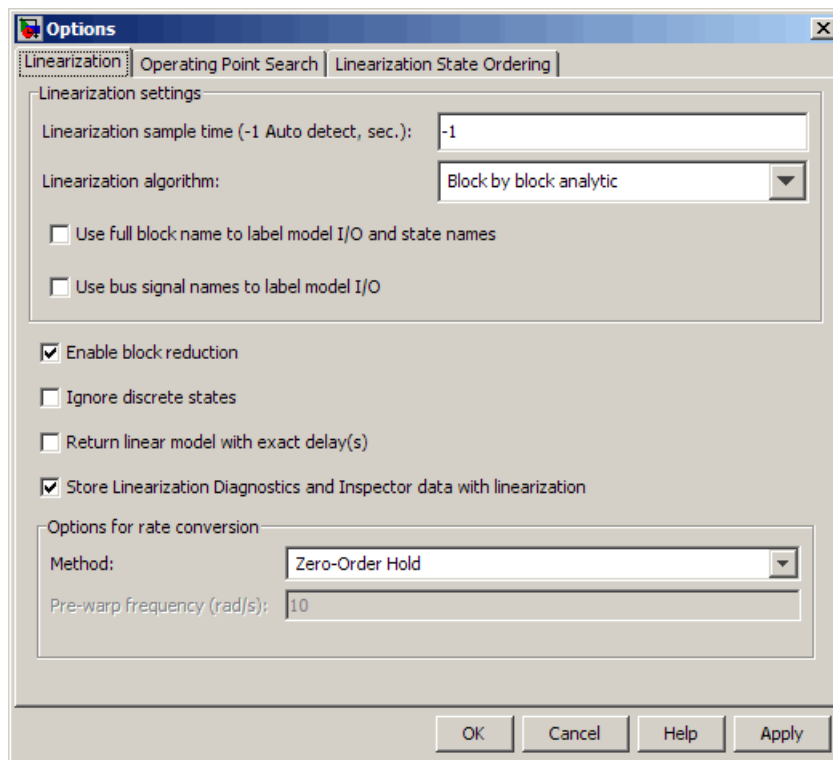 Options
Linearization Operating Point Search Linearization State Ordering
Linearization settings
Linearization sample time (-1 Auto detect, sec.): -1
Linearization algorithm: Block by block analytic
Use full block name to label model I/O and state names
Use bus signal names to label model I/O
Enable block reduction
Ignore discrete states
Return linear model with exact delay(s)
Store Linearization Diagnostics and Inspector data with linearization
Options for rate conversion
Method: Zero-Order Hold
Pre-warp frequency (rad/s): 10
OK Cancel Help Apply